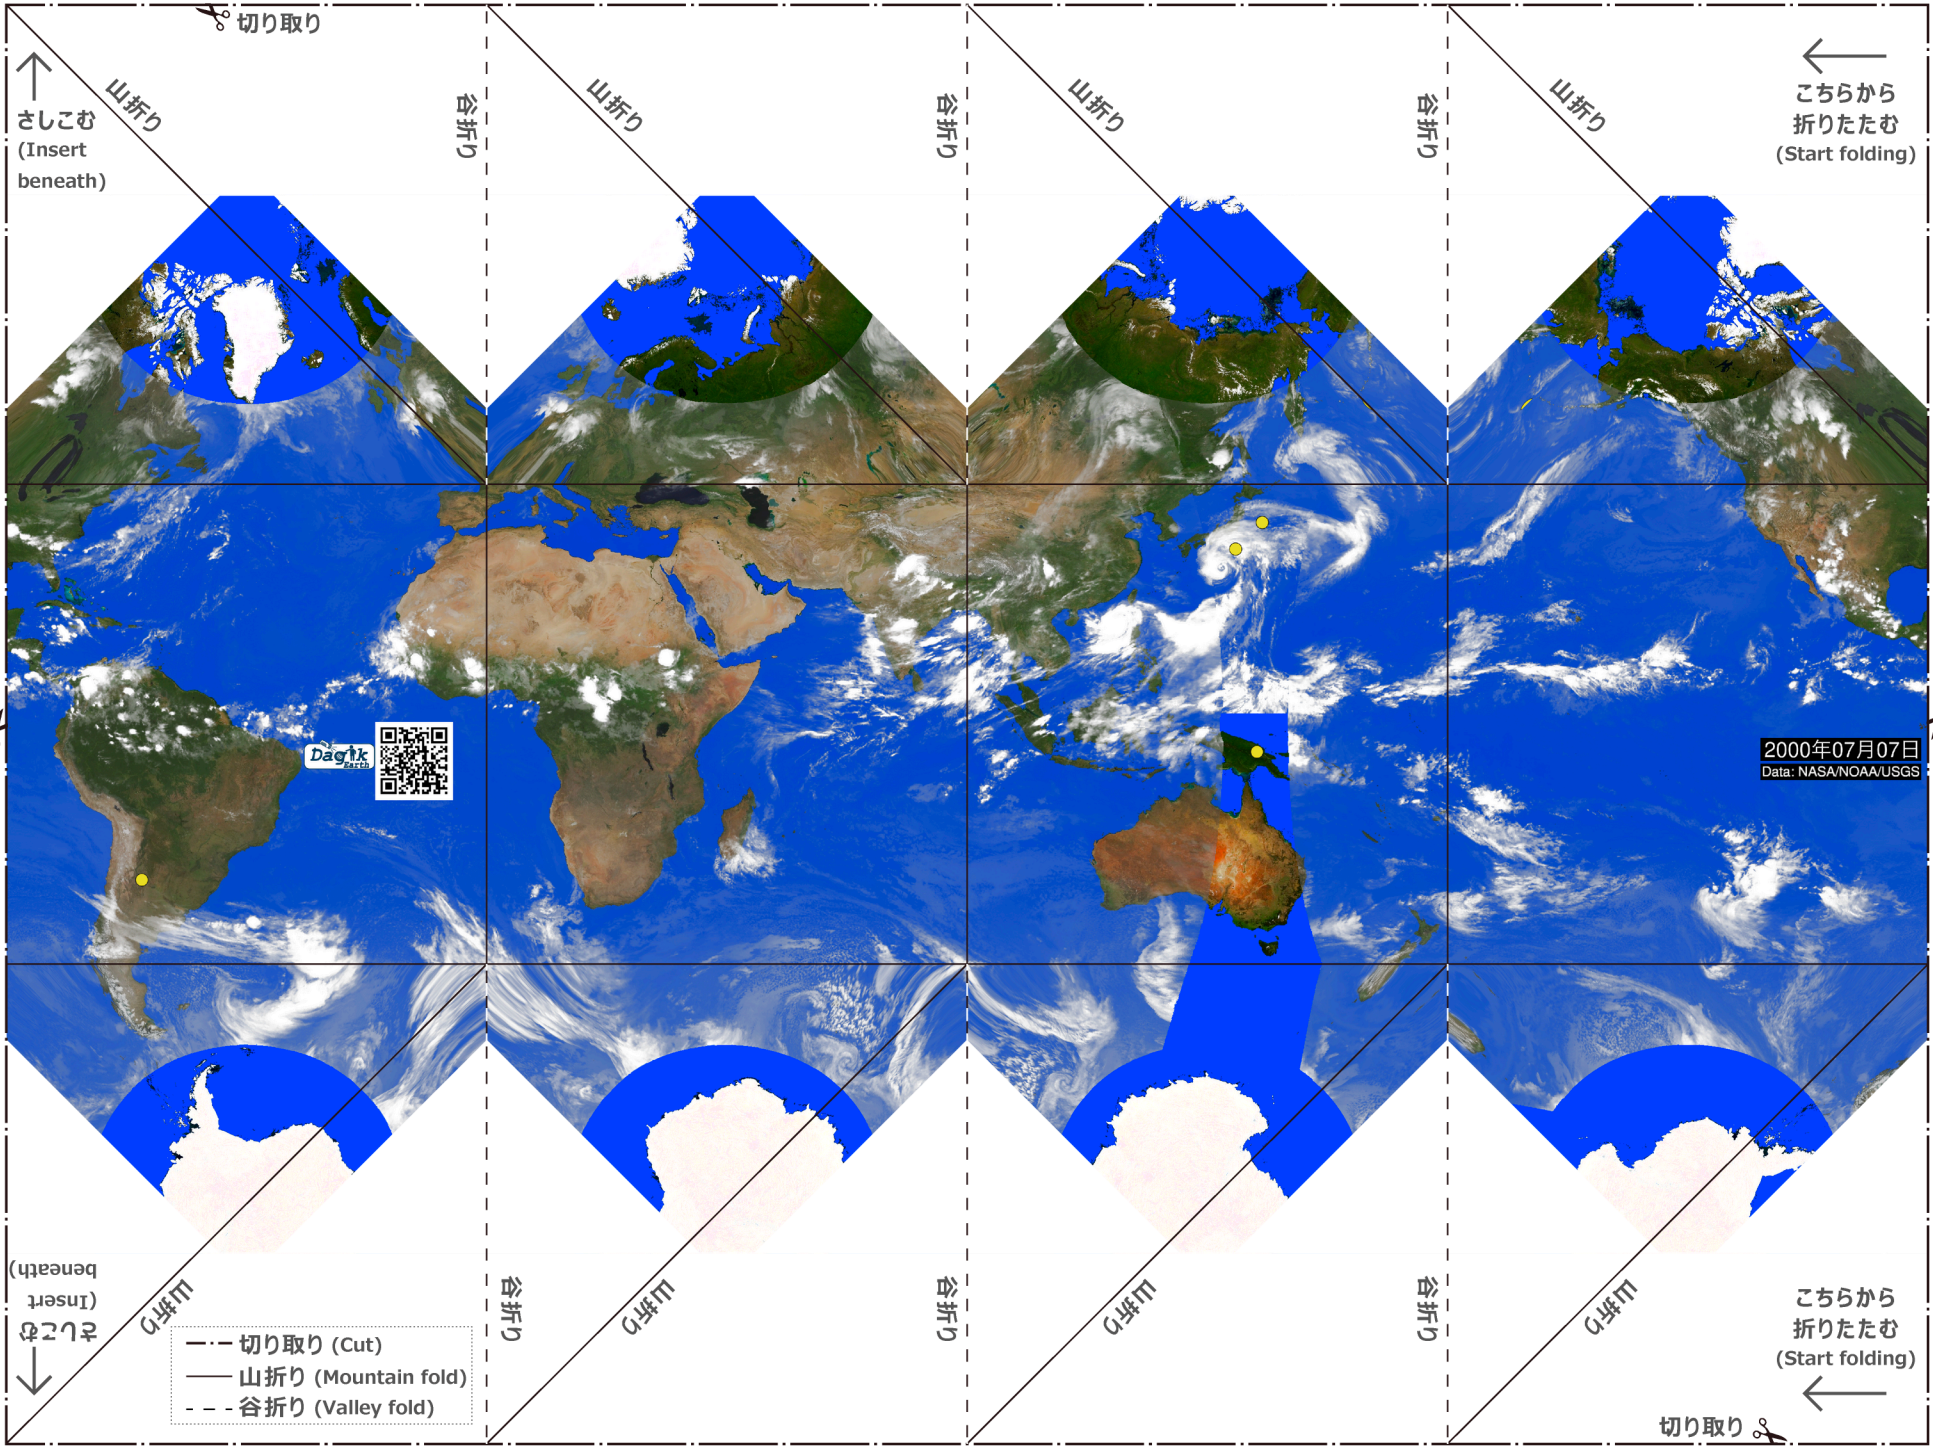 切り取り
山折り
谷折り
山折り
谷折り
山折り
谷折り
山折り
さしこむ
(Insert
beneath)
こちらから
折りたたむ
(Start folding)
Dagik
Earth
2000年07月07日
Data: NASA/NOAA/USGS
さしこむ
(Insert
beneath)
山折り
谷折り
山折り
谷折り
山折り
谷折り
山折り
切り取り (Cut)
山折り (Mountain fold)
谷折り (Valley fold)
こちらから
折りたたむ
(Start folding)
切り取り